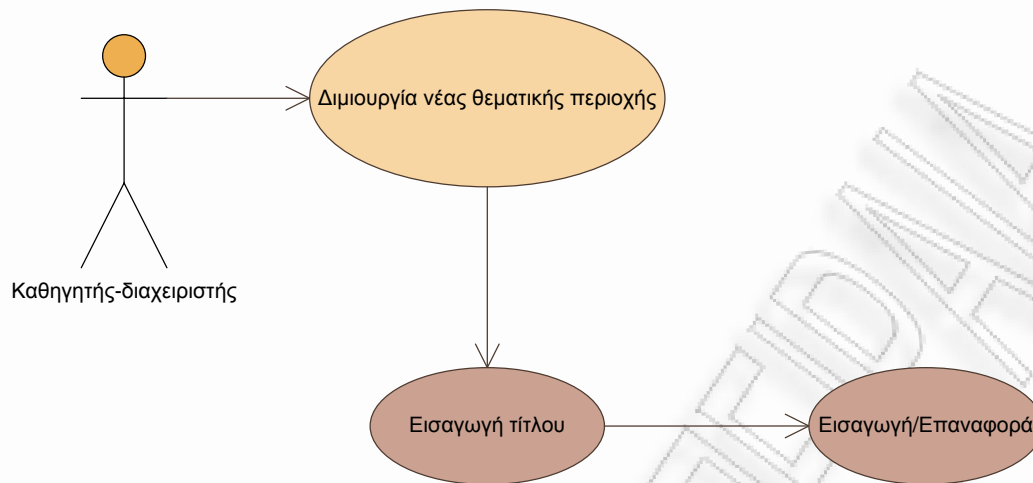 Διμιουργία νέας θεματικής περιοχής
Καθηγητής-διαχειριστής
Εισαγωγή τίτλου
Εισαγωγή/Επαναφορά